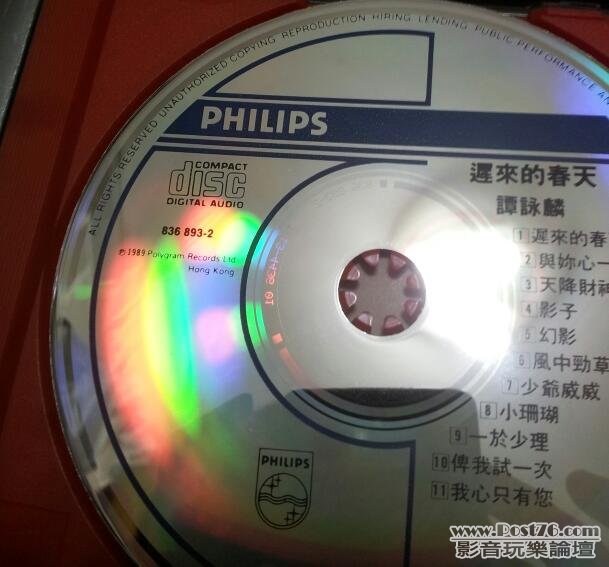 ALL RIGHTS RESERVED UNAUTHORIZED COPYING REPRODUCTION HIRING LENDING PUBLIC PERFORMANCE AN
PHILIPS
COMPACT
disc
DIGITAL AUDIO
836 893-2
℗ 1989 Polygram Records Ltd
Hong Kong
遲來的春天
譚詠麟
1 遲來的春
2 與妳心一
3 天降財神
4 影子
5 幻影
6 風中勁草
7 少爺威威
8 小珊瑚
9 一於少理
10 俾我試一次
11 我心只有您
PHILIPS
www.Post76.com
影音玩樂論壇